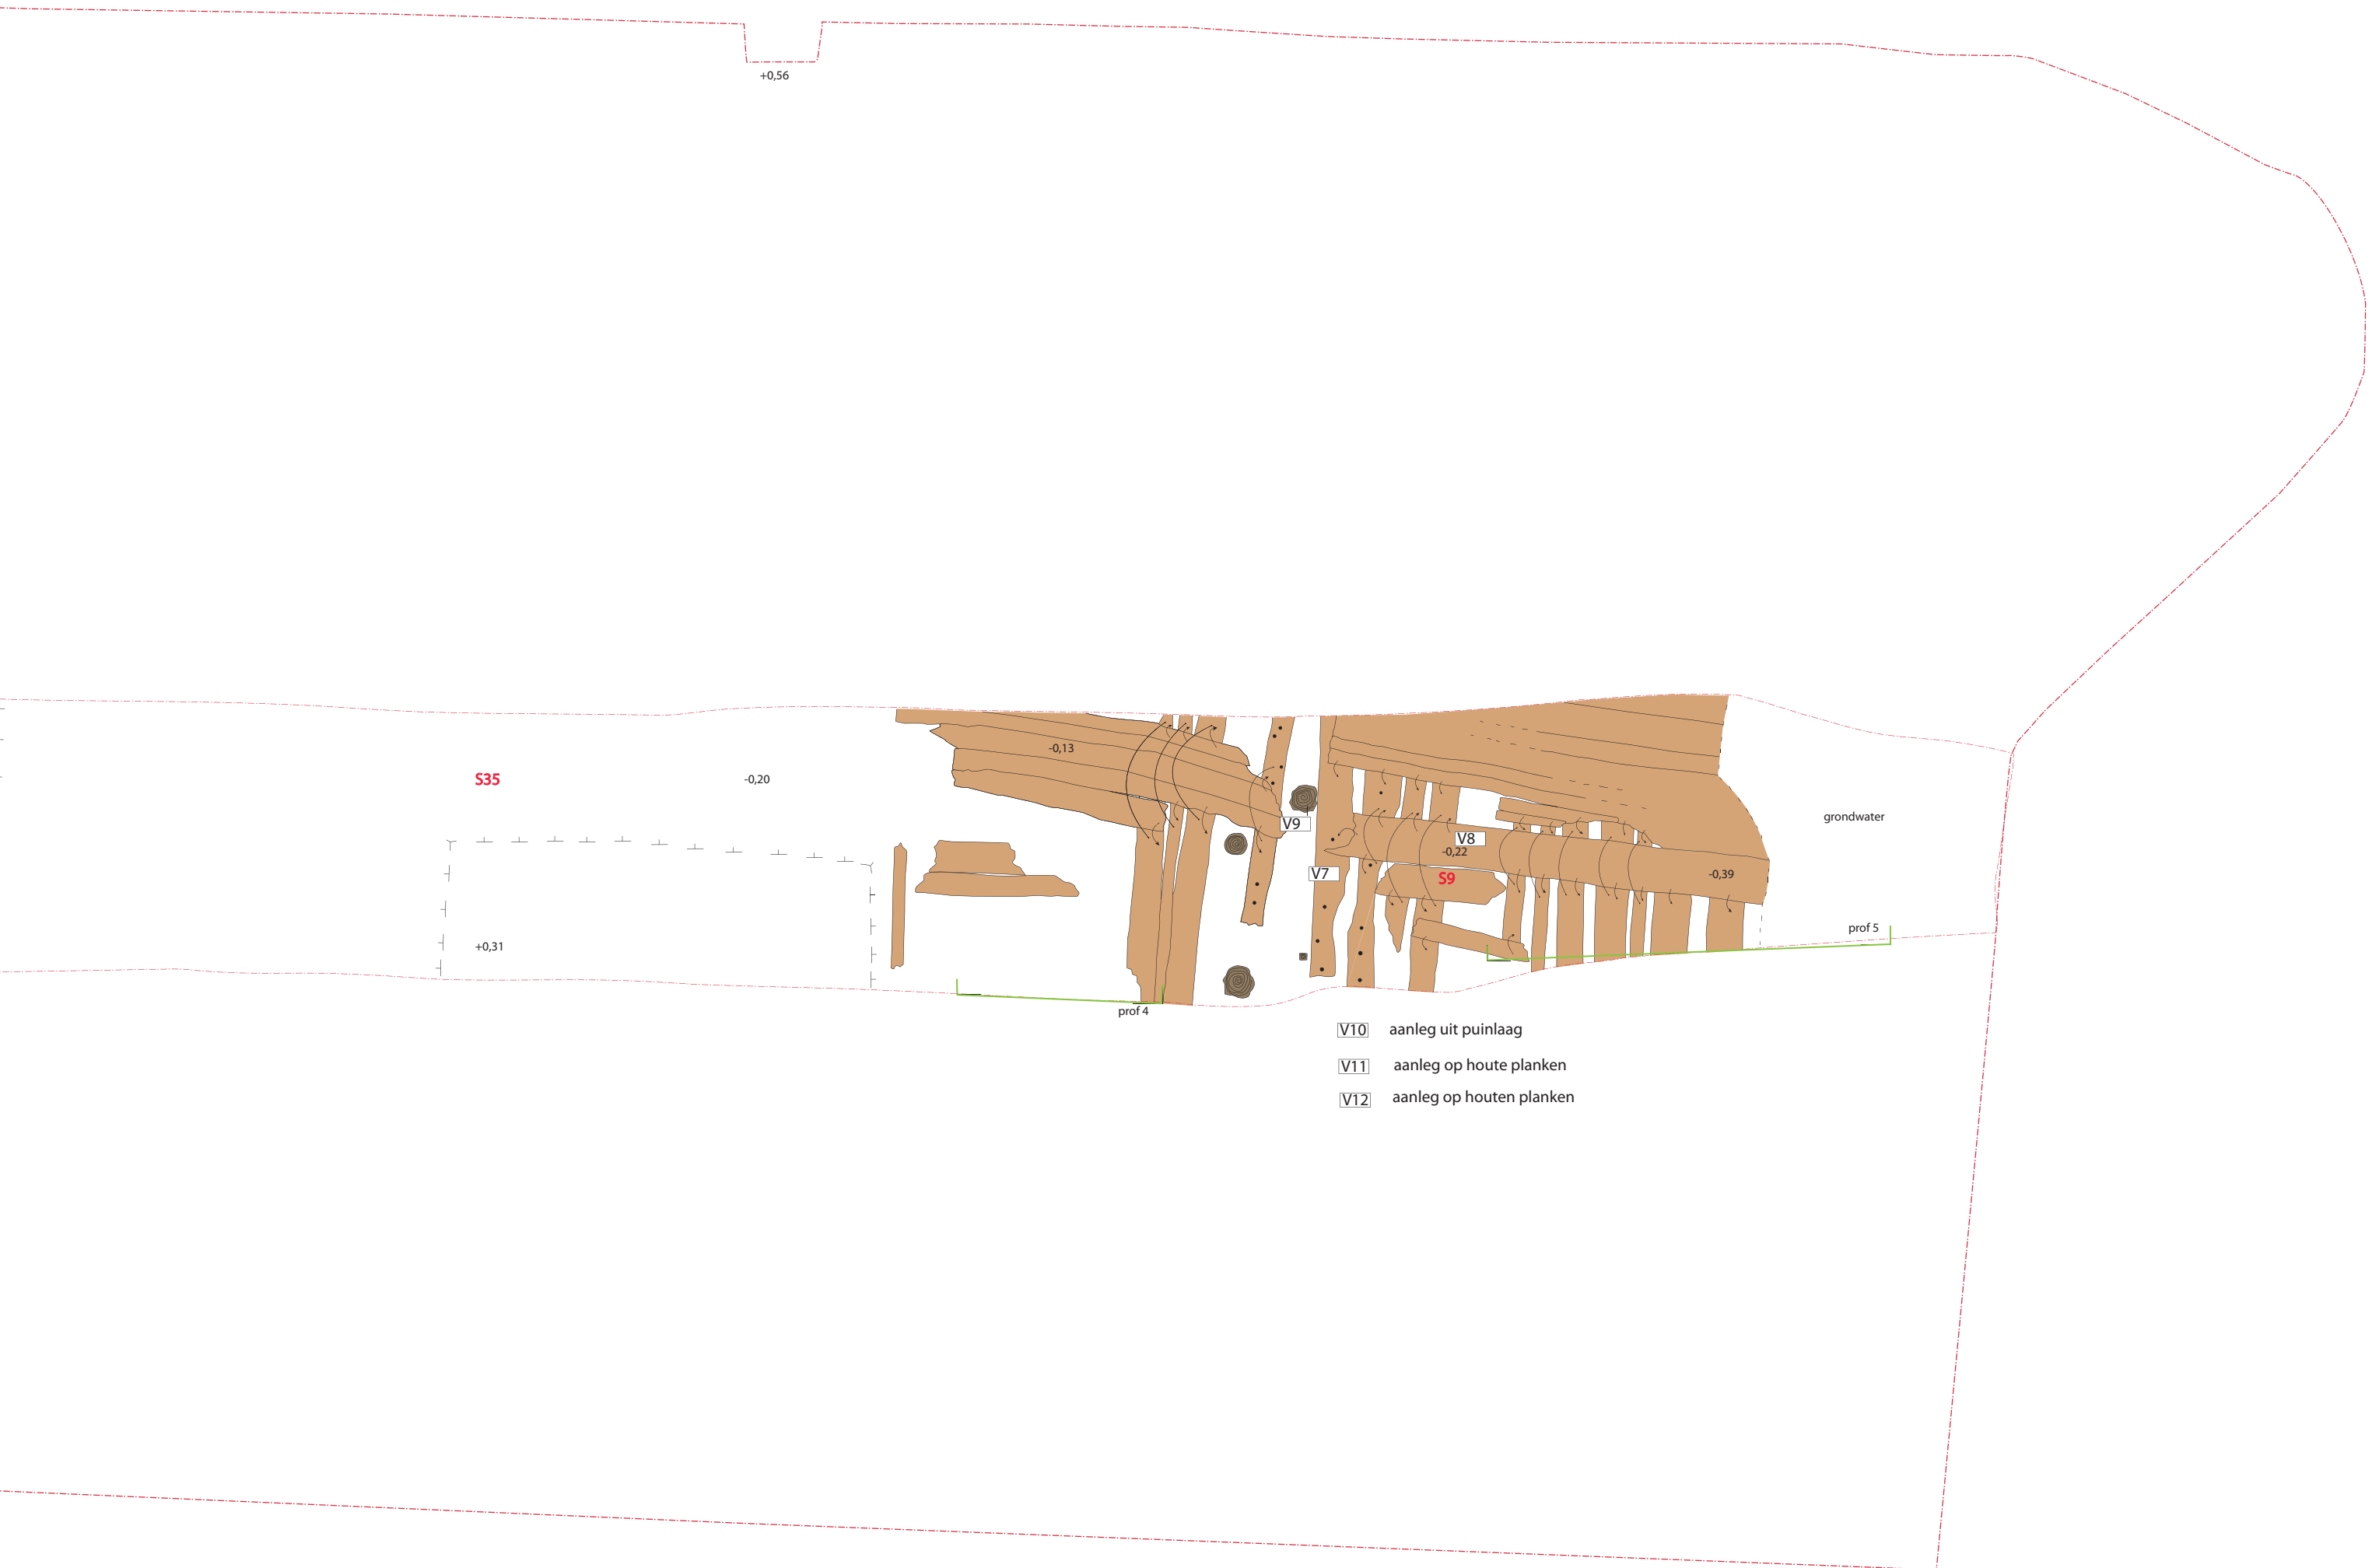 +0,56
-0,13
S35
-0,20
grondwater
V9
V8
-0,22
V7
S9
-0,39
prof 5
+0,31
prof 4
V10 aanleg uit puinlaag
V11 aanleg op houte planken
V12 aanleg op houten planken